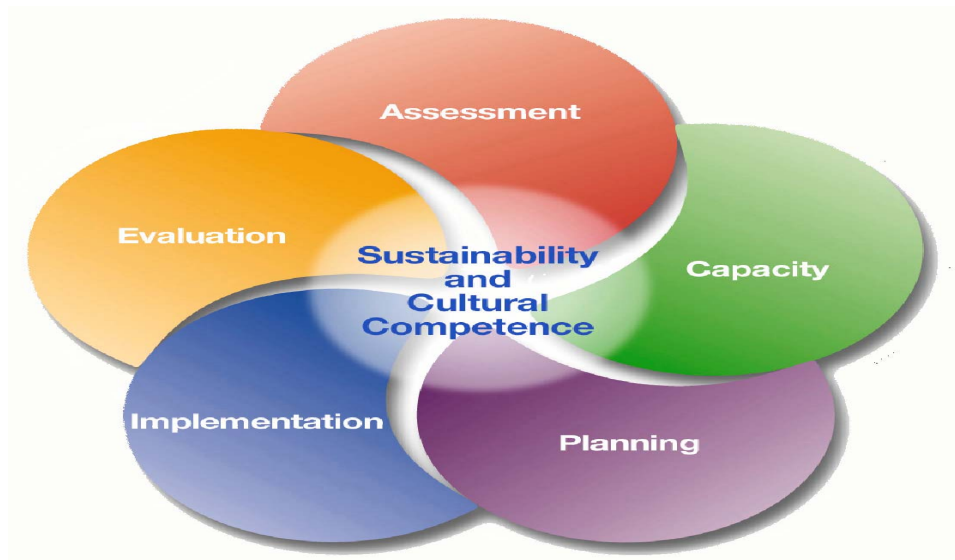 Assessment
Evaluation
Capacity
Sustainability
and
Cultural
Competence
Implementation
Planning